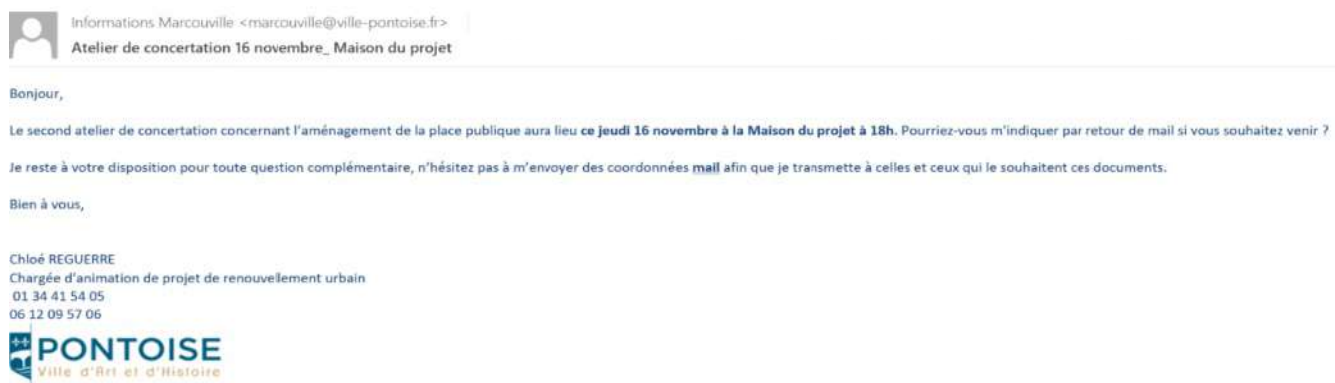 Informations Marcouville <marcouville@ville-pontoise.fr>
Atelier de concertation 16 novembre_ Maison du projet
Bonjour,
Le second atelier de concertation concernant l'aménagement de la place publique aura lieu ce jeudi 16 novembre à la Maison du projet à 18h. Pourriez-vous m'indiquer par retour de mail si vous souhaitez venir ?
Je reste à votre disposition pour toute question complémentaire, n'hésitez pas à m'envoyer des coordonnées mail afin que je transmette à celles et ceux qui le souhaitent ces documents.
Bien à vous,
Chloé REGUERRE
Chargée d'animation de projet de renouvellement urbain
01 34 41 54 05
06 12 09 57 06
PONTOISE
Ville d'Art et d'Histoire